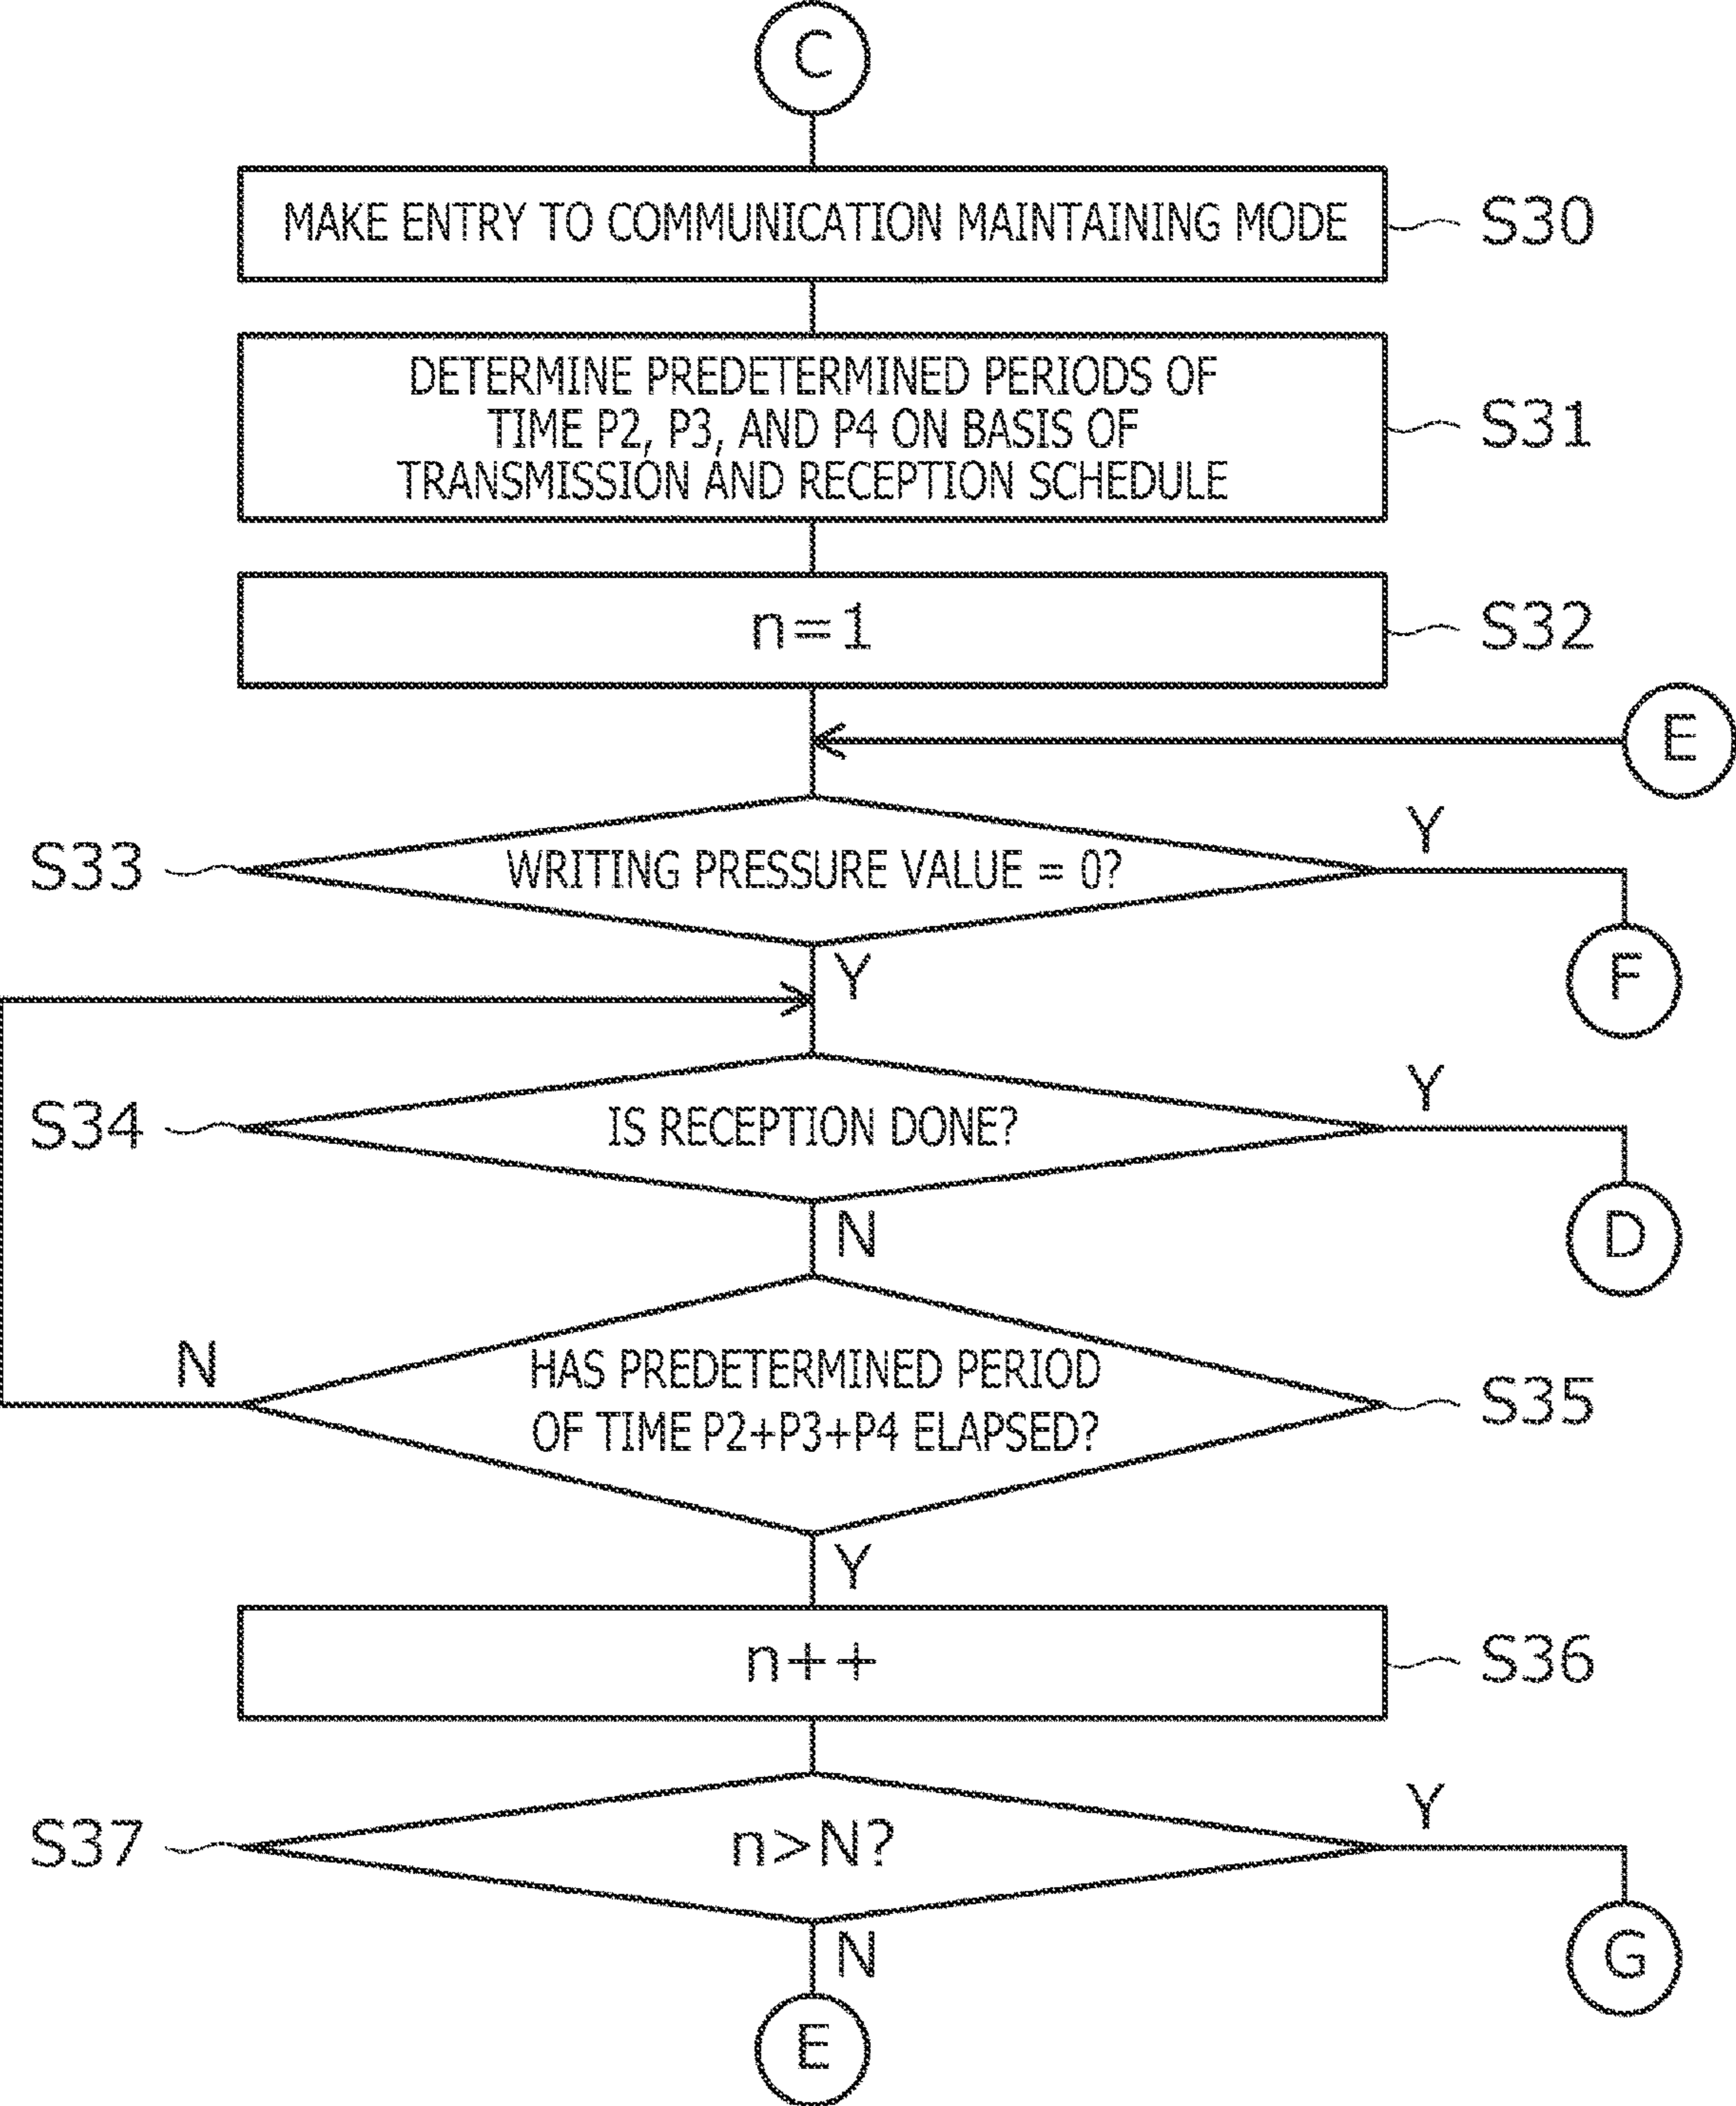 C
MAKE ENTRY TO COMMUNICATION MAINTAINING MODE
S30
DETERMINE PREDETERMINED PERIODS OF
TIME P2, P3, AND P4 ON BASIS OF
TRANSMISSION AND RECEPTION SCHEDULE
S31
n=1
S32
E
S33
WRITING PRESSURE VALUE = 0?
Y
F
Y
S34
IS RECEPTION DONE?
Y
D
N
N
HAS PREDETERMINED PERIOD
OF TIME P2+P3+P4 ELAPSED?
S35
Y
n++
S36
S37
n>N?
Y
G
N
E